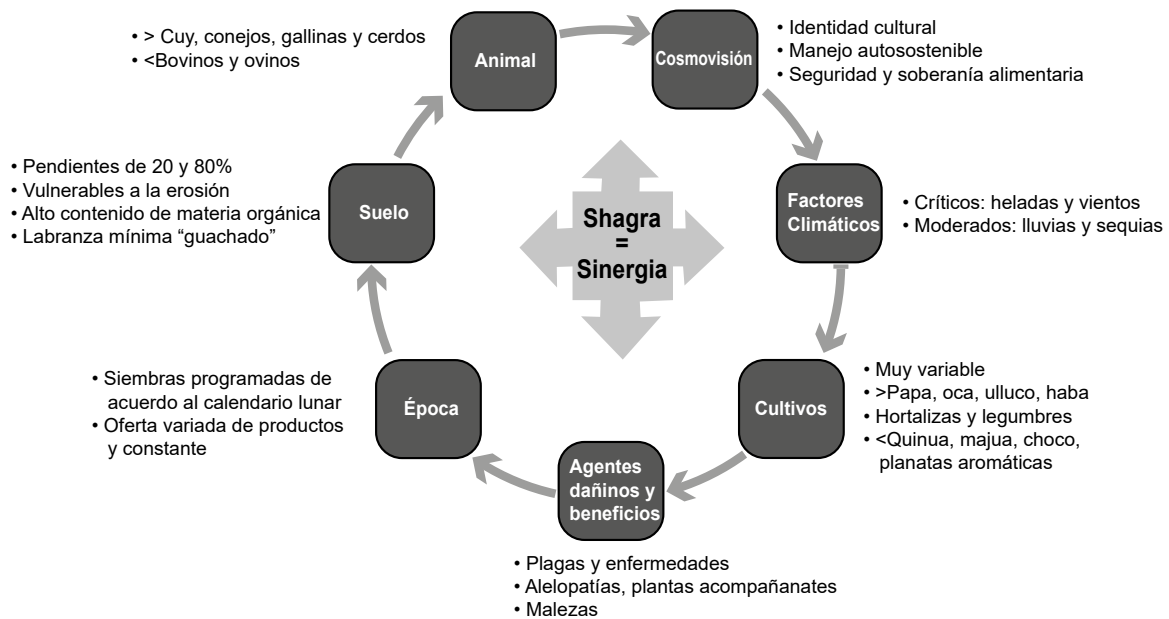 • > Cuy, conejos, gallinas y cerdos
• <Bovinos y ovinos
Animal
Cosmovisión
• Identidad cultural
• Manejo autosostenible
• Seguridad y soberanía alimentaria
• Pendientes de 20 y 80%
• Vulnerables a la erosión
• Alto contenido de materia orgánica
• Labranza mínima “guachado”
Suelo
Shagra
=
Sinergia
Factores
Climáticos
• Críticos: heladas y vientos
• Moderados: lluvias y sequias
• Siembras programadas de
acuerdo al calendario lunar
• Oferta variada de productos
y constante
Época
Cultivos
• Muy variable
• >Papa, oca, ulluco, haba
• Hortalizas y legumbres
• <Quinua, majua, choco,
planatas aromáticas
Agentes
dañinos y
beneficios
• Plagas y enfermedades
• Alelopatías, plantas acompañanates
• Malezas